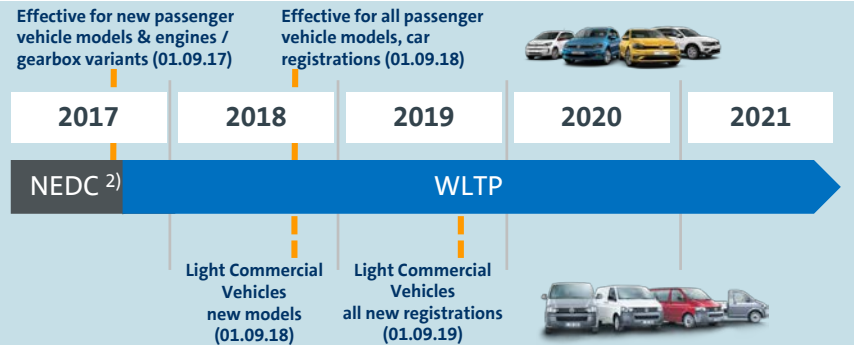 Effective for new passenger
vehicle models & engines /
gearbox variants (01.09.17)
Effective for all passenger
vehicle models, car
registrations (01.09.18)
2017
2018
2019
2020
2021
NEDC 2)
WLTP
Light Commercial
Vehicles
new models
(01.09.18)
Light Commercial
Vehicles
all new registrations
(01.09.19)